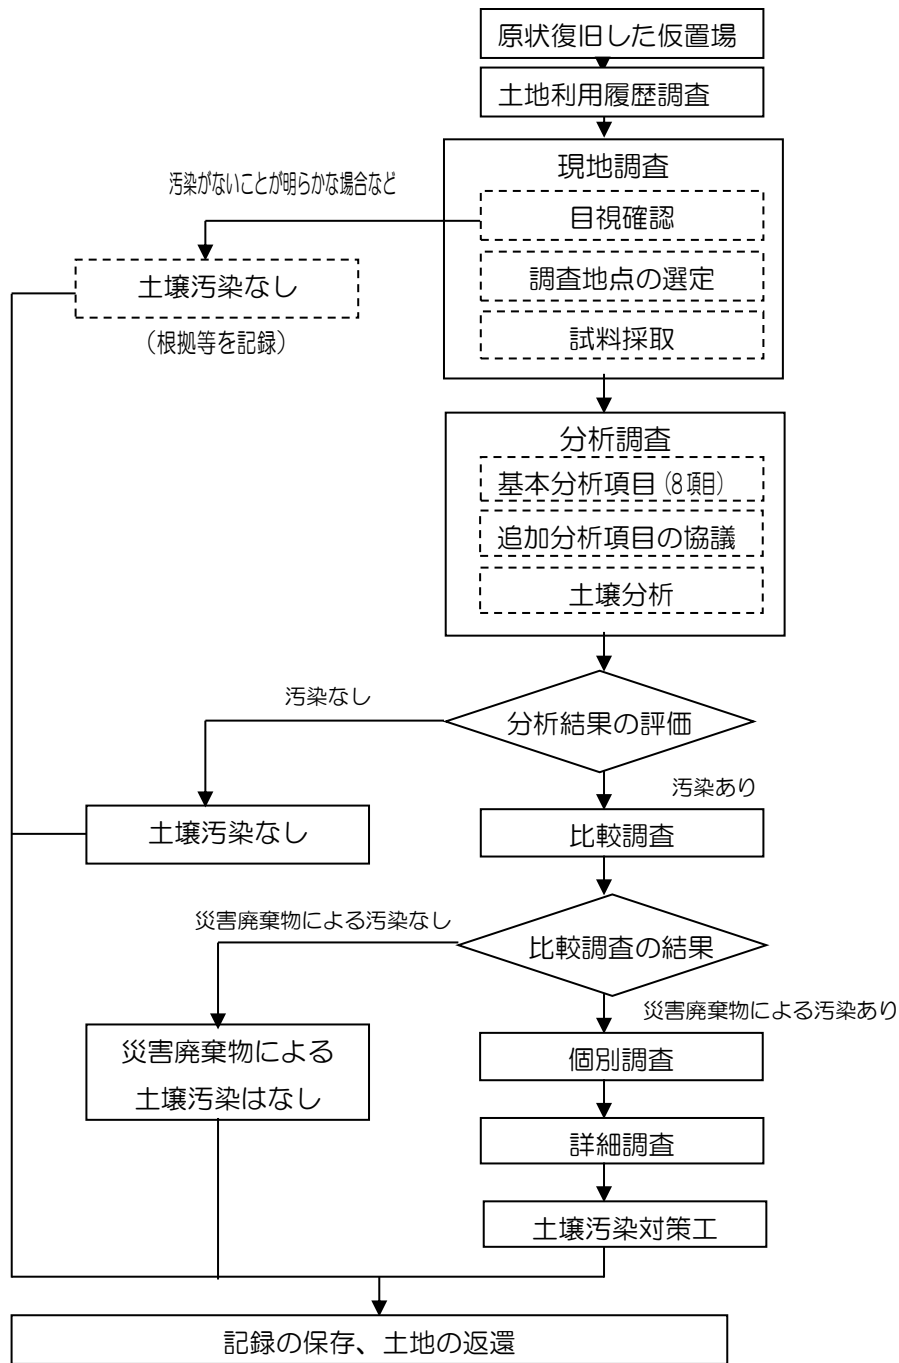 原状復旧した仮置場
土地利用履歴調査
現地調査
汚染がないことが明らかな場合など
目視確認
土壌汚染なし
（根拠等を記録）
調査地点の選定
試料採取
分析調査
基本分析項目（8項目）
追加分析項目の協議
土壌分析
汚染なし
分析結果の評価
汚染あり
土壌汚染なし
比較調査
災害廃棄物による汚染なし
比較調査の結果
災害廃棄物による汚染あり
災害廃棄物による
土壌汚染はなし
個別調査
詳細調査
土壌汚染対策工
記録の保存、土地の返還